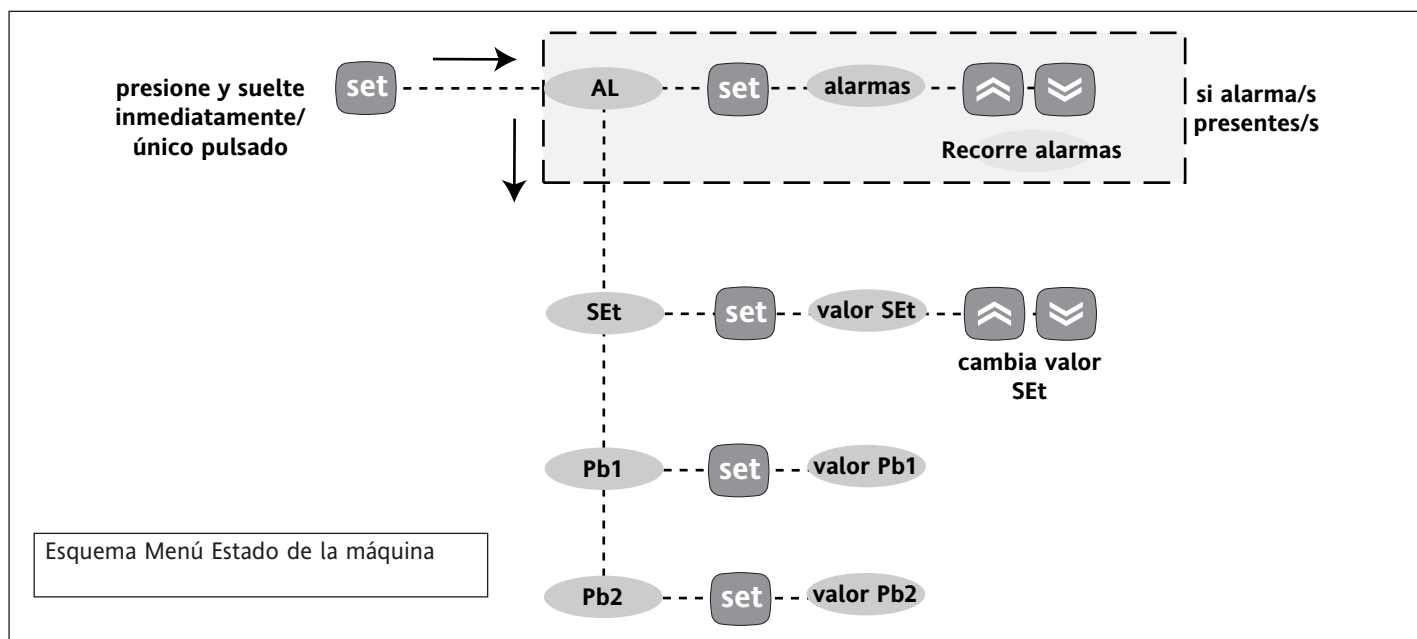 presione y suelte
inmediatamente/
único pulsado
set
AL
set
alarmas
Recorre alarmas
si alarma/s
presentes/s
SEt
set
valor SEt
cambia valor
SEt
Pb1
set
valor Pb1
Esquema Menú Estado de la máquina
Pb2
set
valor Pb2